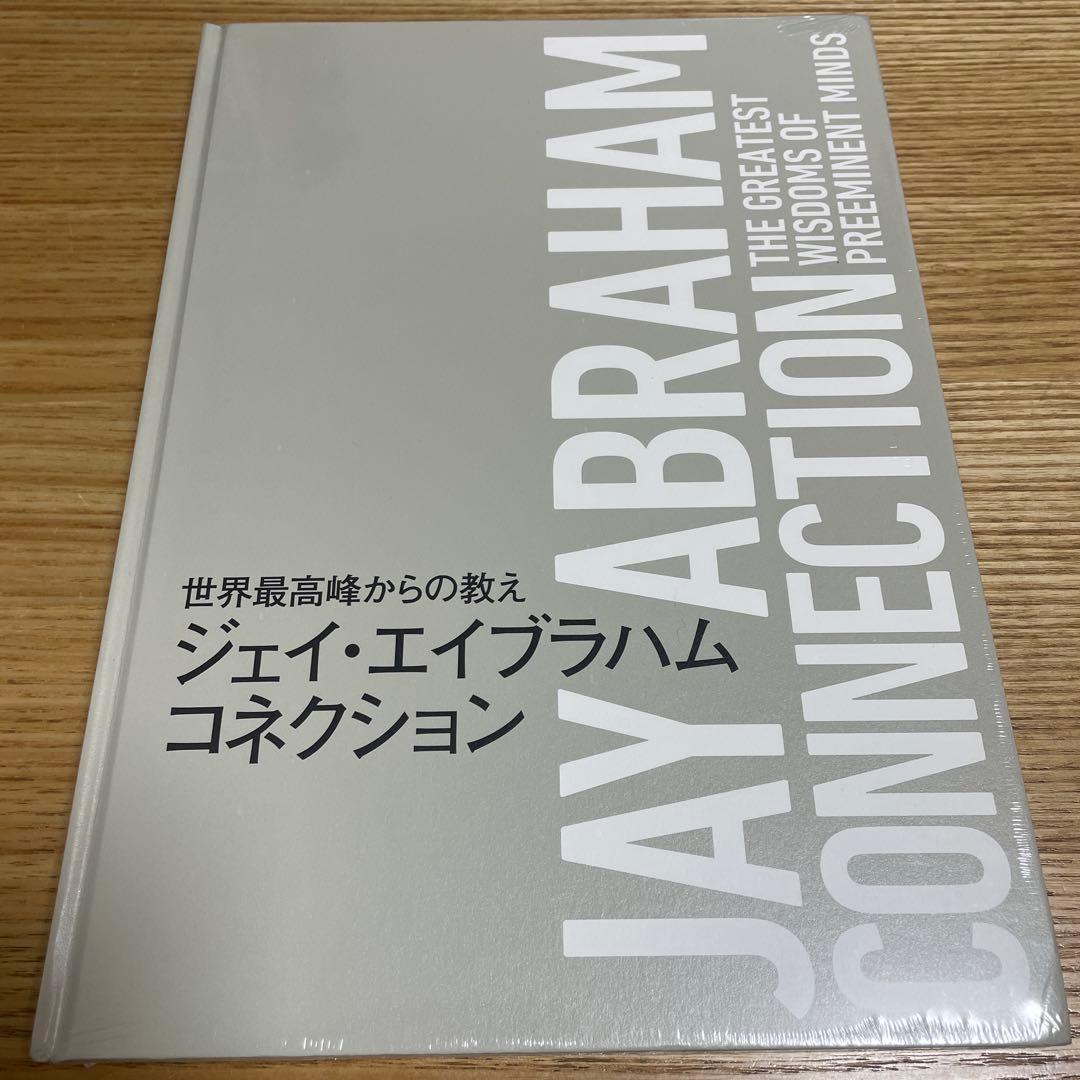 世界最高峰からの教え
ジェイ・エイブラハム
コネクション
JAY ABRAHAM
CONNECTION
THE GREATEST
WISDOMS OF
PREEMINENT MINDS